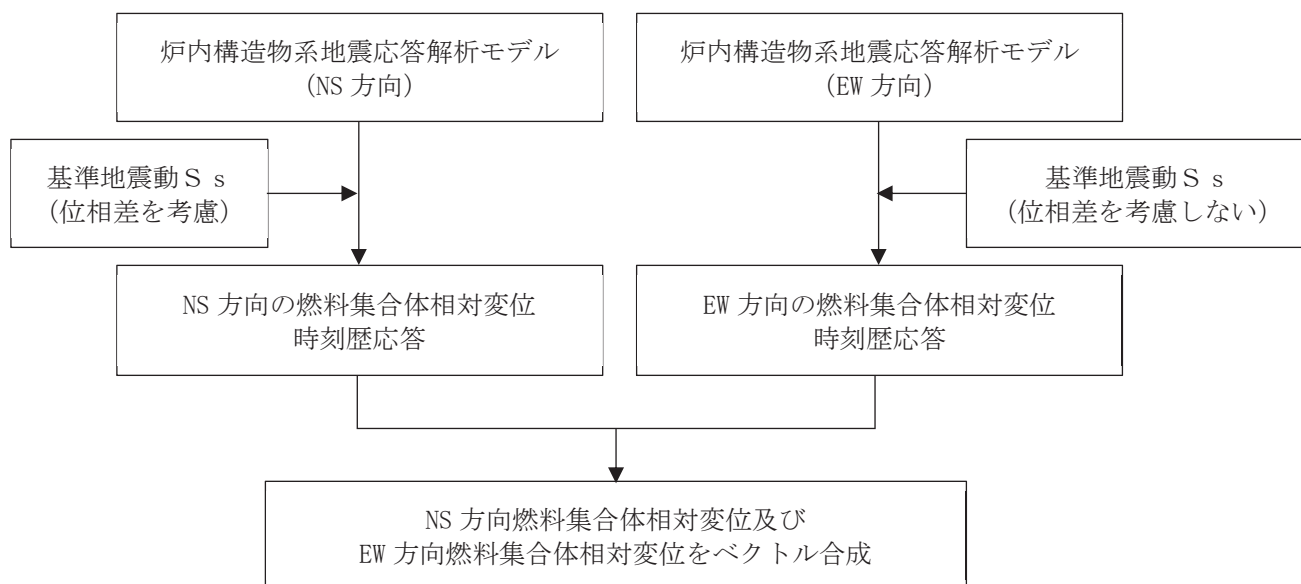 炉内構造物系地震応答解析モデル
(NS 方向)
炉内構造物系地震応答解析モデル
(EW 方向)
基準地震動Ｓｓ
(位相差を考慮)
基準地震動Ｓｓ
(位相差を考慮しない)
NS 方向の燃料集合体相対変位
時刻歴応答
EW 方向の燃料集合体相対変位
時刻歴応答
NS 方向燃料集合体相対変位及び
EW 方向燃料集合体相対変位をベクトル合成